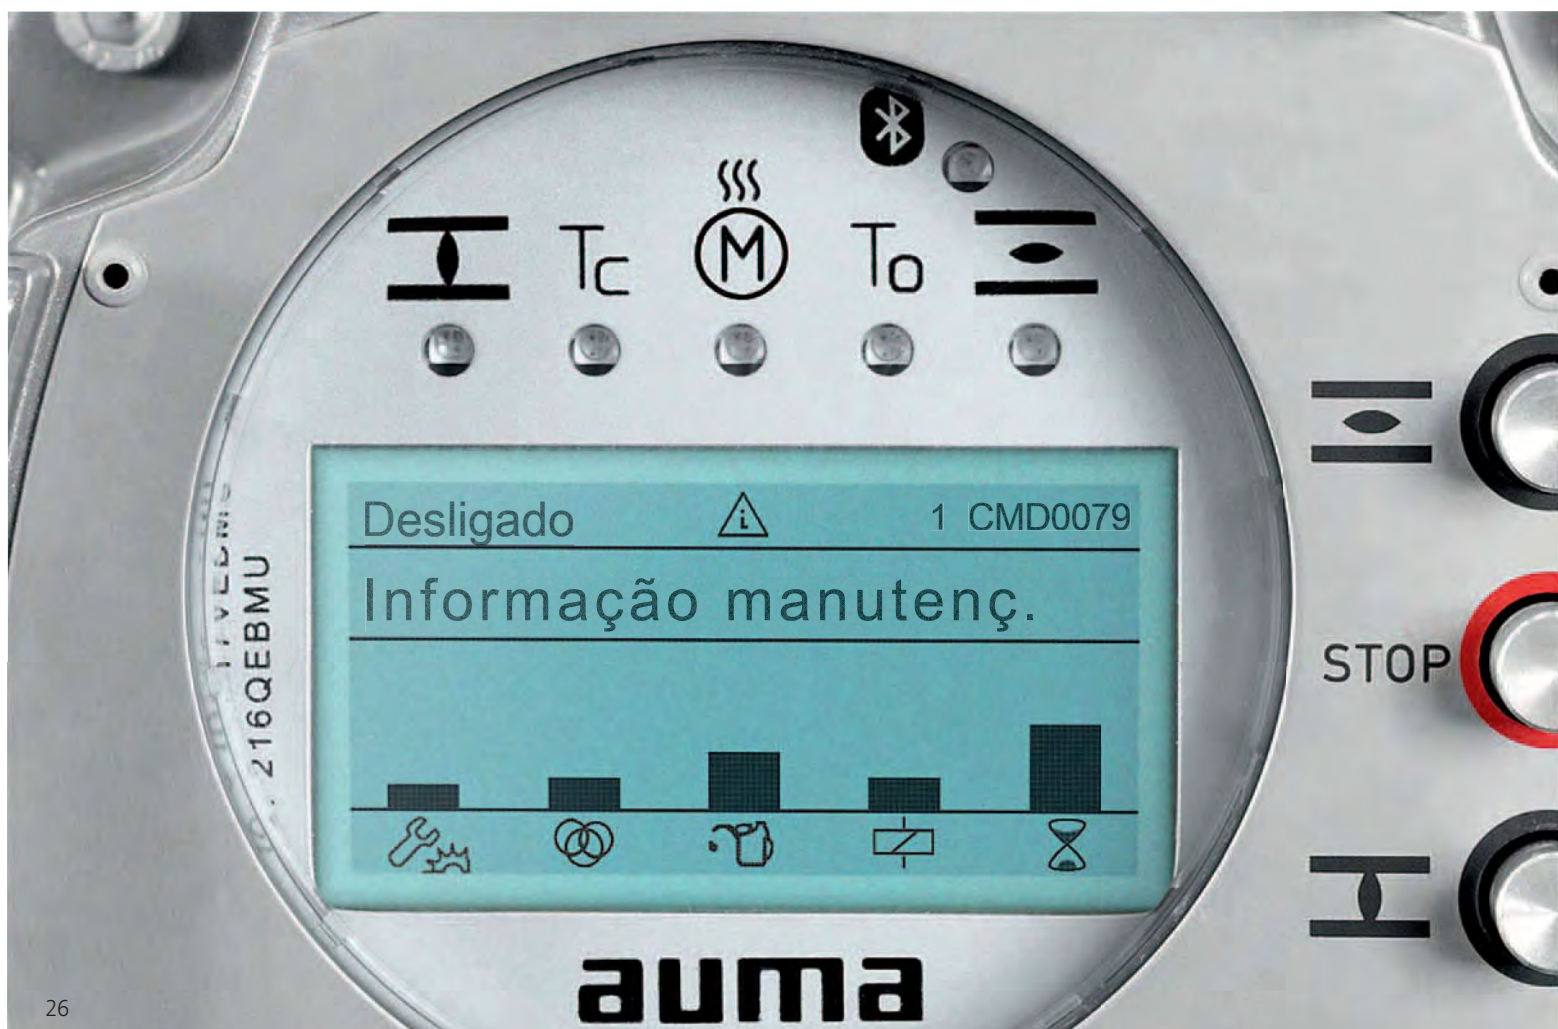 Tc
M
To
Desligado 1 CMD0079
Informação manutenç.
216QEBMU
STOP
auma
26